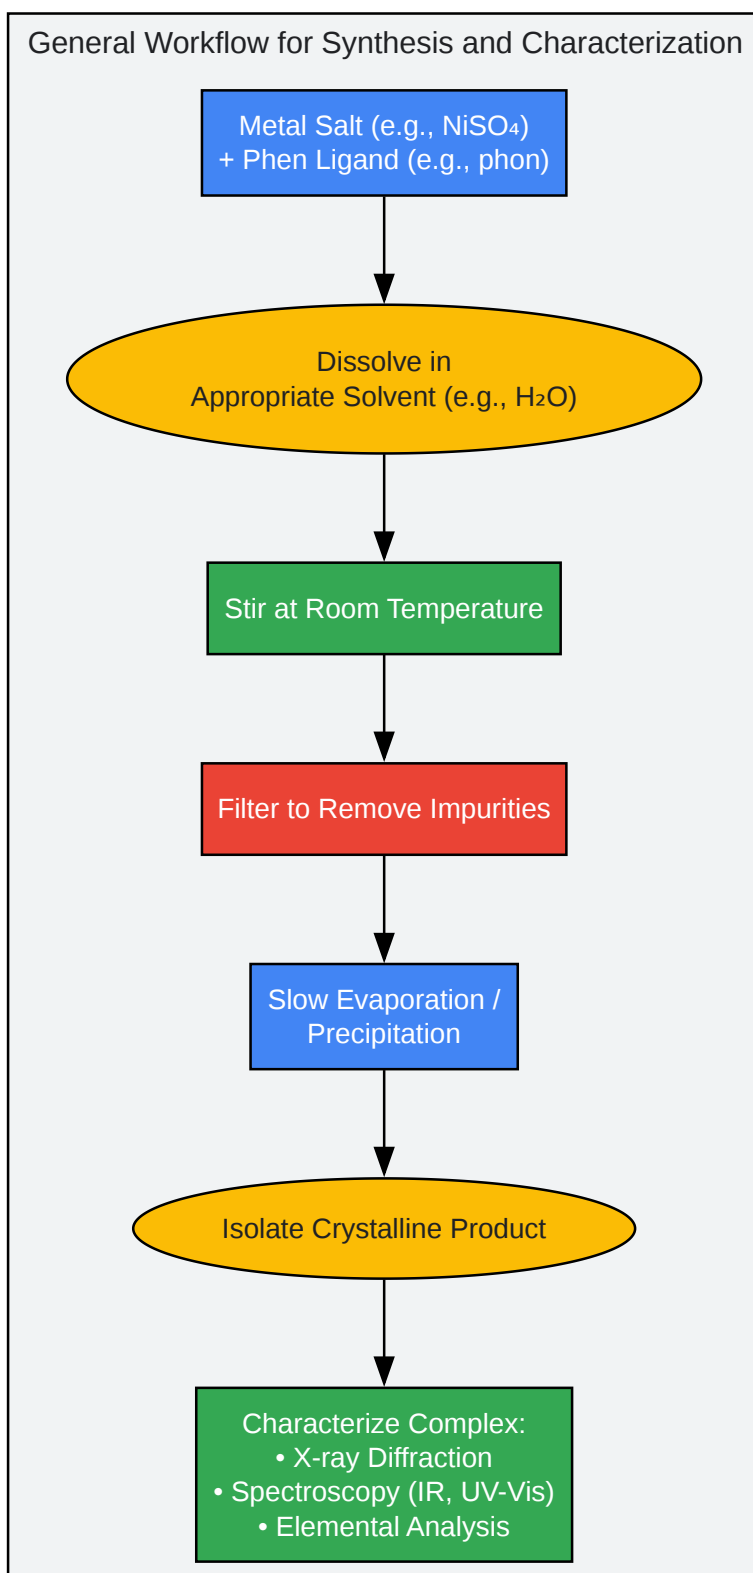 General Workflow for Synthesis and Characterization
Metal Salt (e.g., NiSO₄)
+ Phen Ligand (e.g., phon)
Dissolve in
Appropriate Solvent (e.g., H₂O)
Stir at Room Temperature
Filter to Remove Impurities
Slow Evaporation /
Precipitation
Isolate Crystalline Product
Characterize Complex:
• X-ray Diffraction
• Spectroscopy (IR, UV-Vis)
• Elemental Analysis